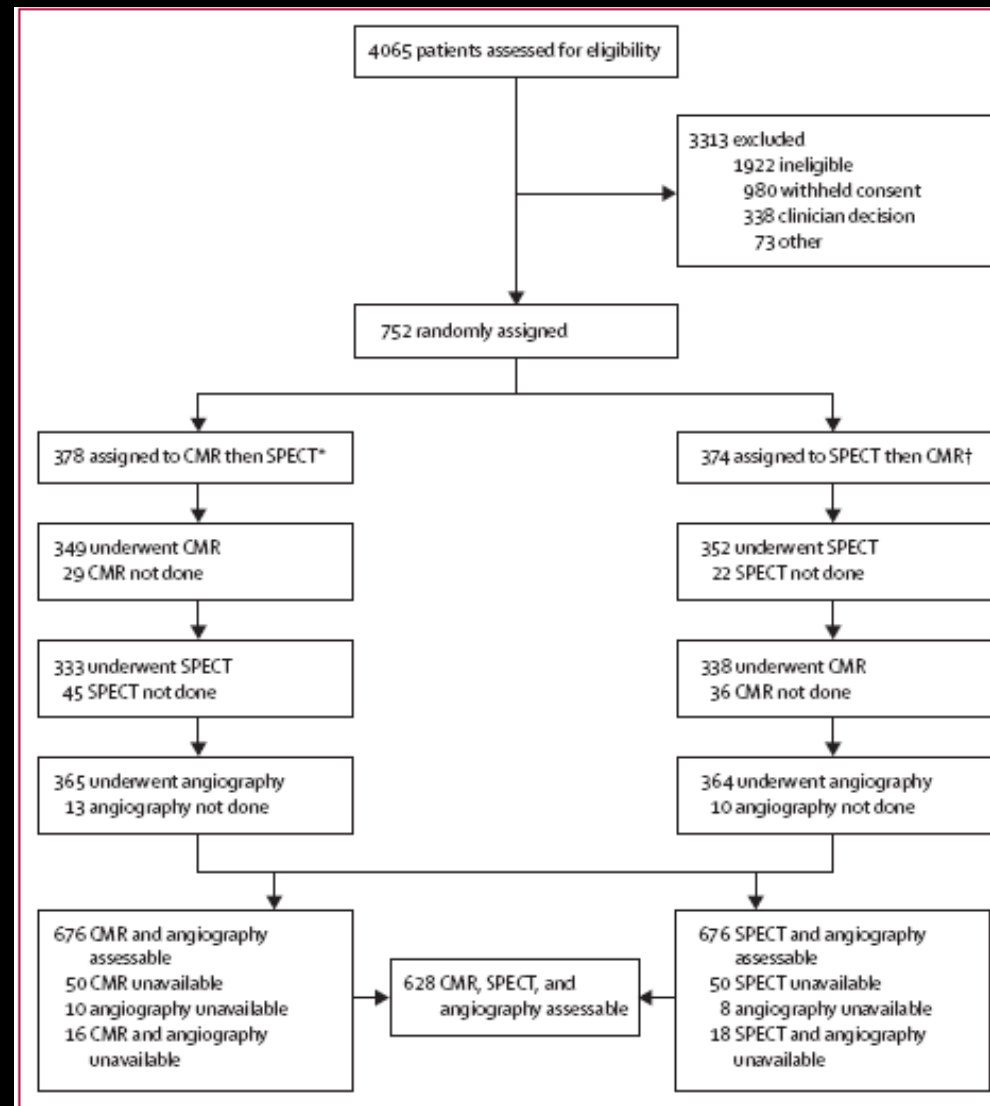 4065 patients assessed for eligibility
3313 excluded
1922 ineligible
980 withheld consent
338 clinician decision
73 other
752 randomly assigned
378 assigned to CMR then SPECT*
374 assigned to SPECT then CMR†
349 underwent CMR
29 CMR not done
352 underwent SPECT
22 SPECT not done
333 underwent SPECT
45 SPECT not done
338 underwent CMR
36 CMR not done
365 underwent angiography
13 angiography not done
364 underwent angiography
10 angiography not done
676 CMR and angiography
assessable
50 CMR unavailable
10 angiography unavailable
16 CMR and angiography
unavailable
628 CMR, SPECT, and
angiography assessable
676 SPECT and angiography
assessable
50 SPECT unavailable
8 angiography unavailable
18 SPECT and angiography
unavailable